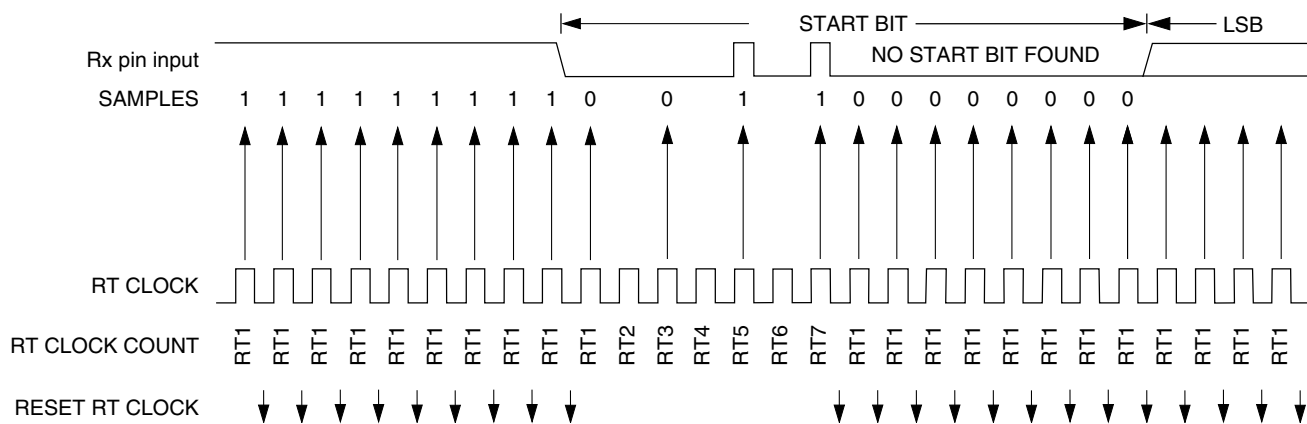 START BIT
LSB
Rx pin input
NO START BIT FOUND
SAMPLES 1 1 1 1 1 1 1 1 1 0 0 1 1 0 0 0 0 0 0 0 0
RT CLOCK
RT CLOCK COUNT RT1 RT1 RT1 RT1 RT1 RT1 RT1 RT1 RT1 RT1 RT2 RT3 RT4 RT5 RT6 RT7 RT1 RT1 RT1 RT1 RT1 RT1 RT1 RT1 RT1 RT1 RT1 RT1
RESET RT CLOCK